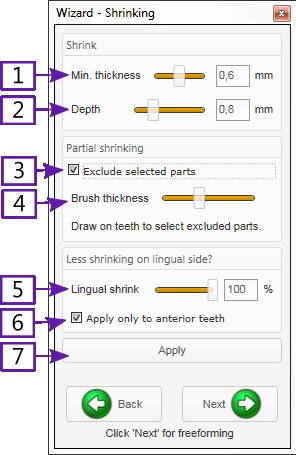 Wizard - Shrinking
Shrink
1 Min. thickness 0,6 mm
2 Depth 0,8 mm
Partial shrinking
3 Exclude selected parts
4 Brush thickness
Draw on teeth to select excluded parts.
Less shrinking on lingual side?
5 Lingual shrink 100 %
6 Apply only to anterior teeth
7 Apply
Back Next
Click 'Next' for freeforming